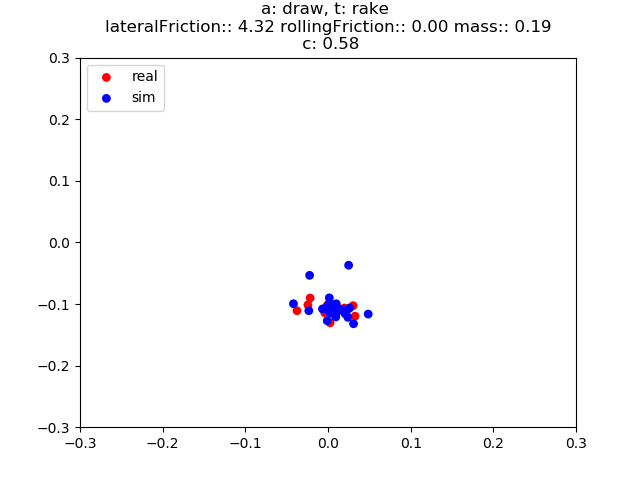 a: draw, t: rake
lateralFriction:: 4.32 rollingFriction:: 0.00 mass:: 0.19
c: 0.58
real
sim
0.3
0.2
0.1
0.0
−0.1
−0.2
−0.3
−0.3 −0.2 −0.1 0.0 0.1 0.2 0.3